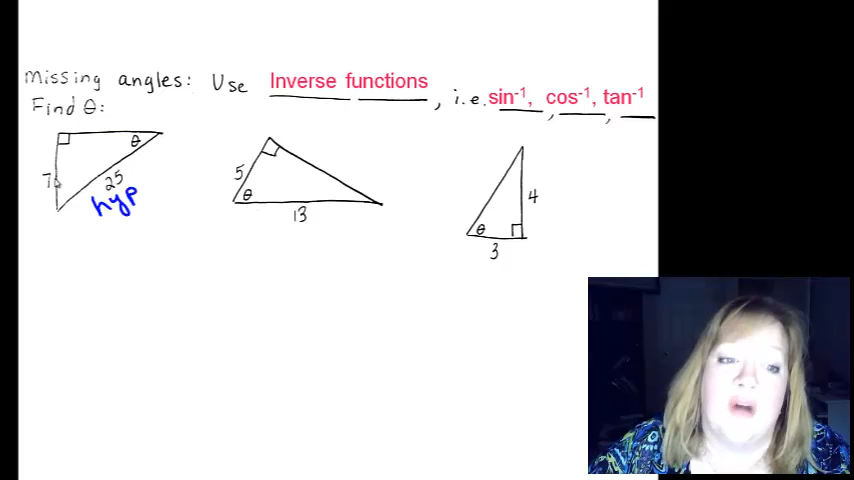 Missing angles: Use Inverse functions, i.e. sin⁻¹, cos⁻¹, tan⁻¹
Find θ:
θ
7
25
hyp
5
θ
13
4
θ
3